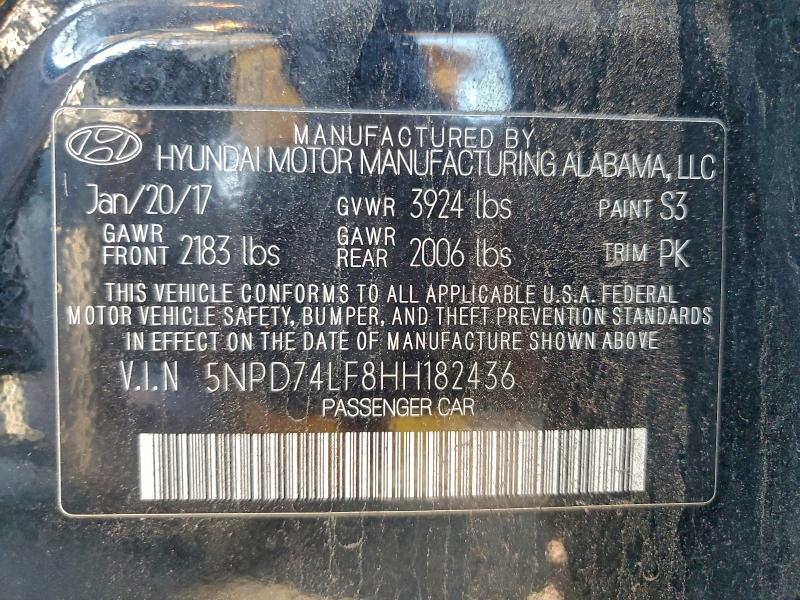 MANUFACTURED BY
HYUNDAI MOTOR MANUFACTURING ALABAMA, LLC
Jan/20/17 GVWR 3924 lbs PAINT S3
GAWR FRONT 2183 lbs GAWR REAR 2006 lbs TRIM PK
THIS VEHICLE CONFORMS TO ALL APPLICABLE U.S.A. FEDERAL
MOTOR VEHICLE SAFETY, BUMPER, AND THEFT PREVENTION STANDARDS
IN EFFECT ON THE DATE OF MANUFACTURE SHOWN ABOVE.
V.I.N 5NPD74LF8HH182436
PASSENGER CAR